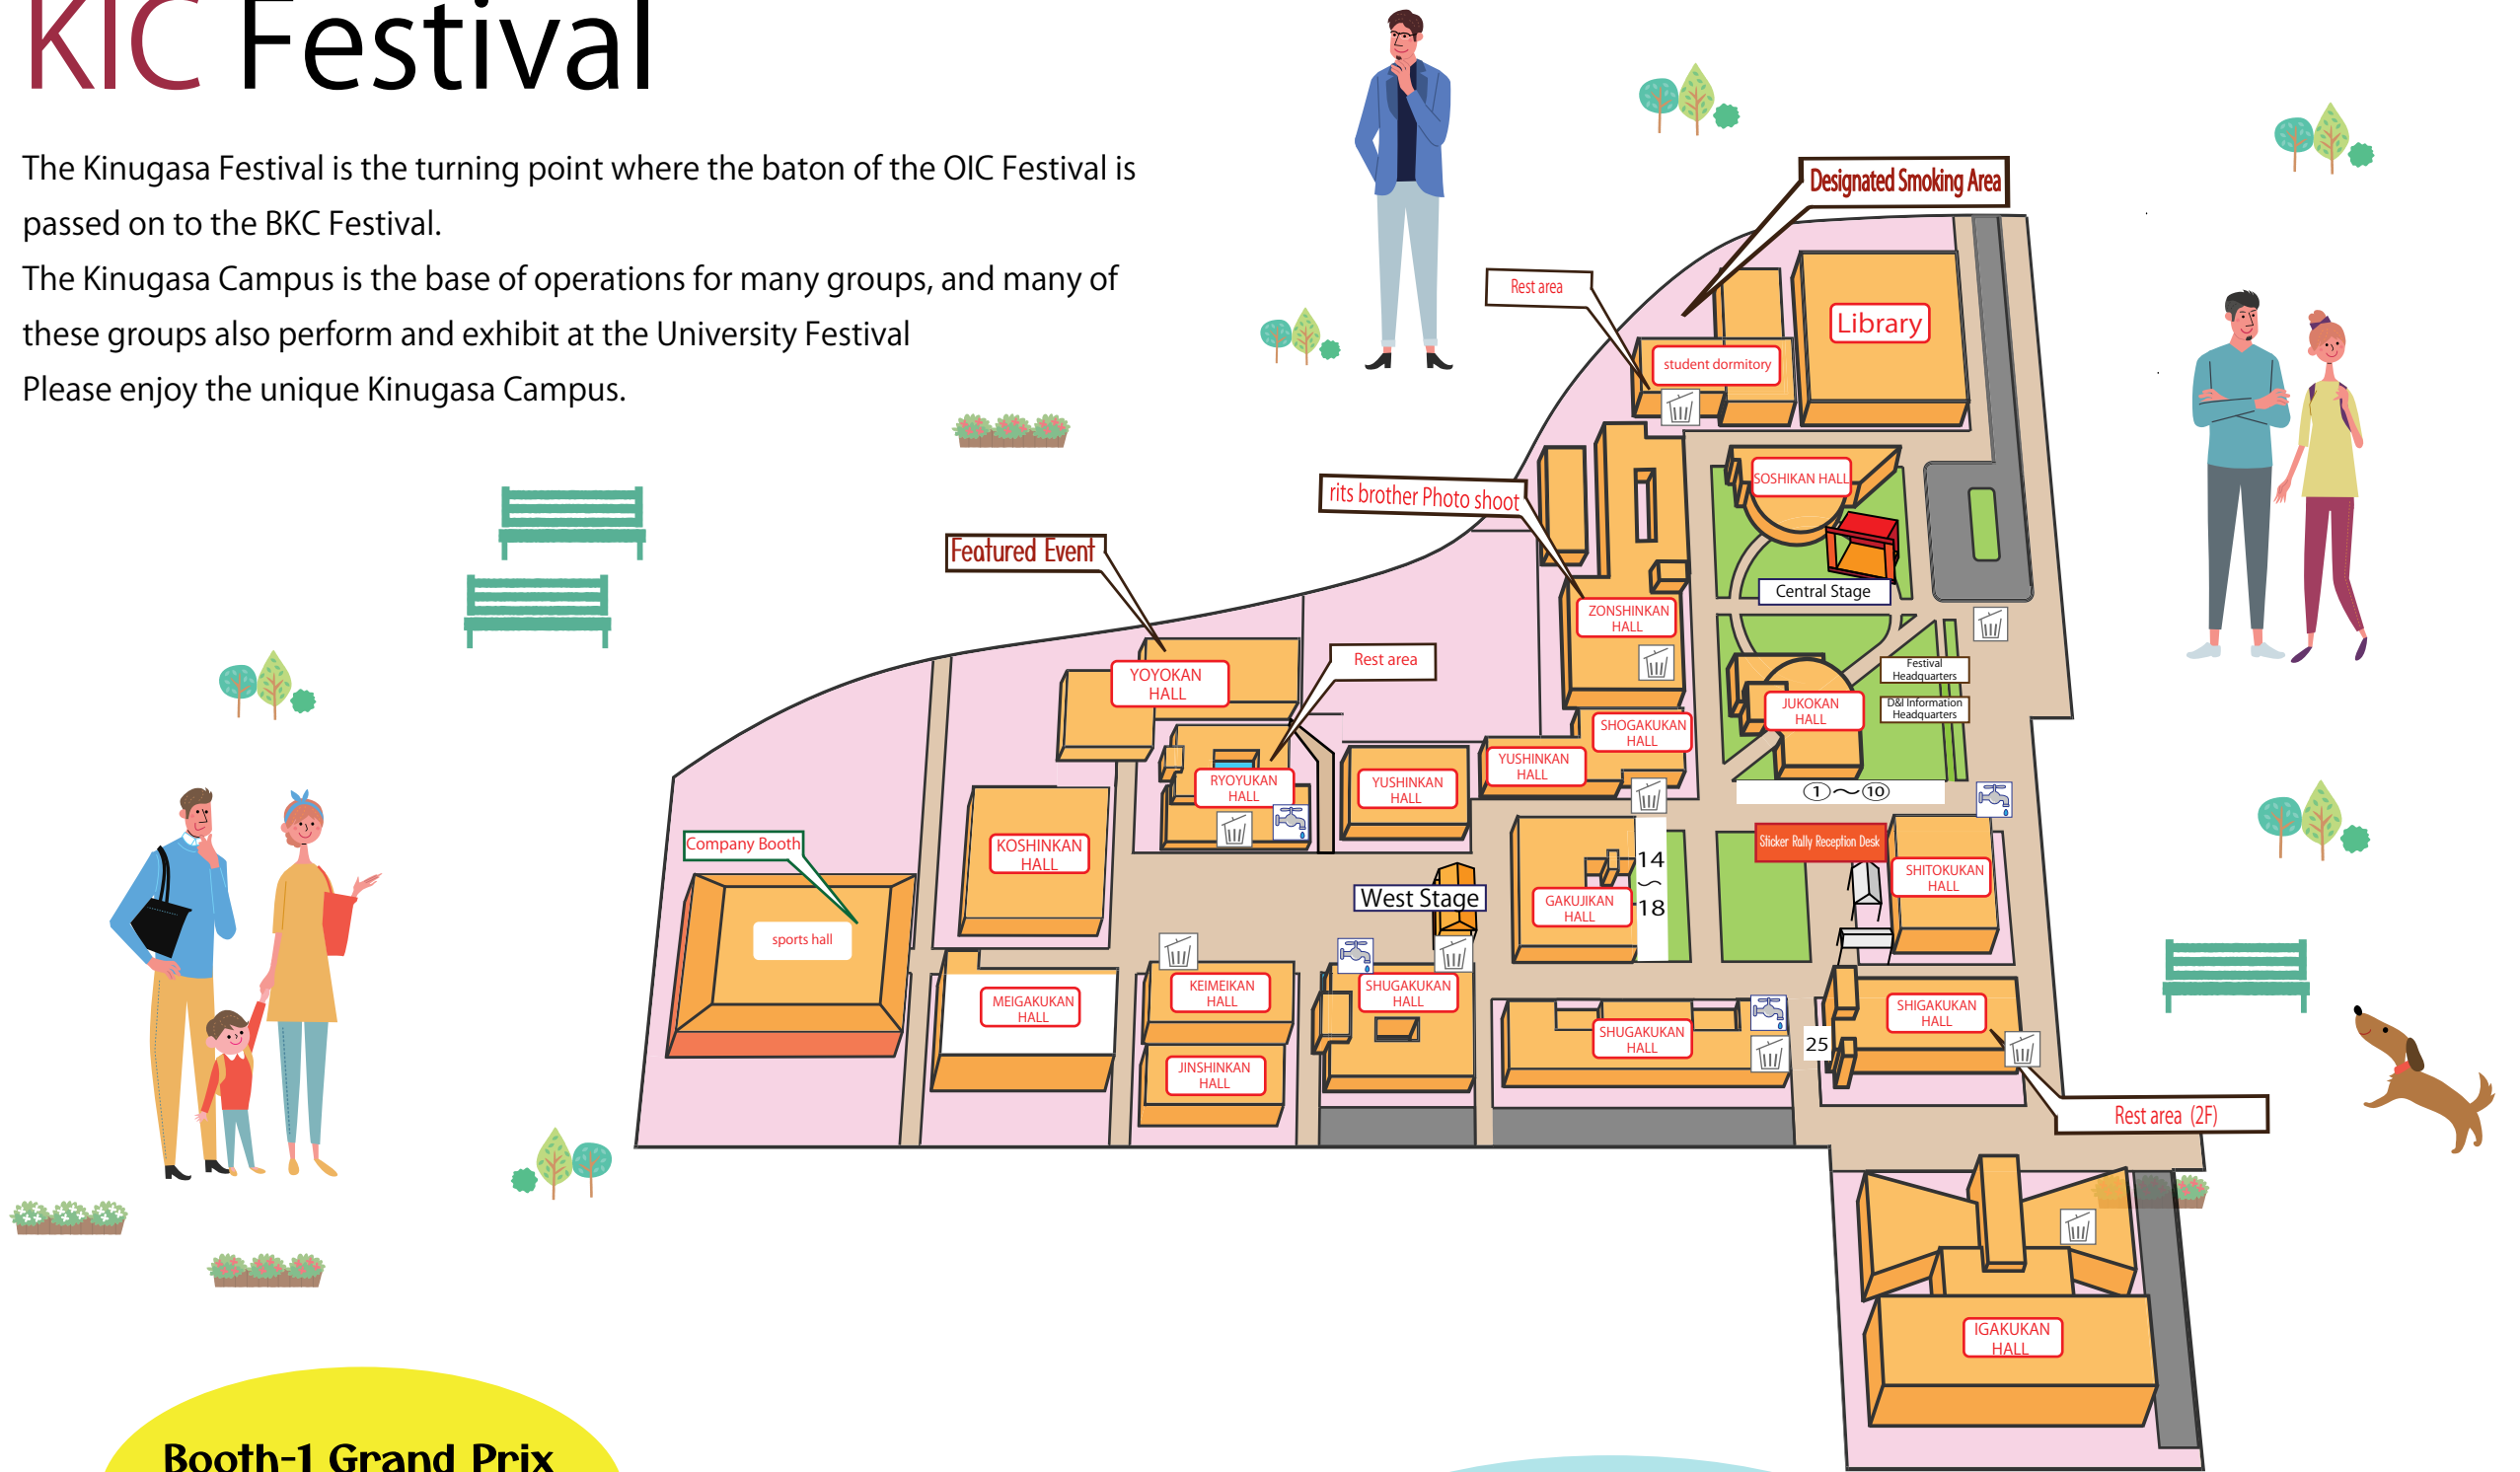 KIC Festival
The Kinugasa Festival is the turning point where the baton of the OIC Festival is
passed on to the BKC Festival.
The Kinugasa Campus is the base of operations for many groups, and many of
these groups also perform and exhibit at the University Festival
Please enjoy the unique Kinugasa Campus.
Designated Smoking Area
Rest area
Library
student dormitory
SOSHIKAN HALL
rits brother Photo shoot
Featured Event
Central Stage
ZONSHINKAN
HALL
Rest area
YOYOKAN
HALL
Festival
Headquarters
D&I Information
Headquarters
JUKOKAN
HALL
SHOGAKUKAN
HALL
YUSHINKAN
HALL
YUSHINKAN
HALL
RYOYUKAN
HALL
1～10
Company Booth
KOSHINKAN
HALL
Sticker Rally Reception Desk
14
～
18
SHITOKUKAN
HALL
West Stage
GAKUJIKAN
HALL
sports hall
MEIGAKUKAN
HALL
KEIMEIKAN
HALL
SHUGAKUKAN
HALL
SHUGAKUKAN
HALL
25
SHIGAKUKAN
HALL
JINSHINKAN
HALL
Rest area (2F)
IGAKUKAN
HALL
Booth-1 Grand Prix